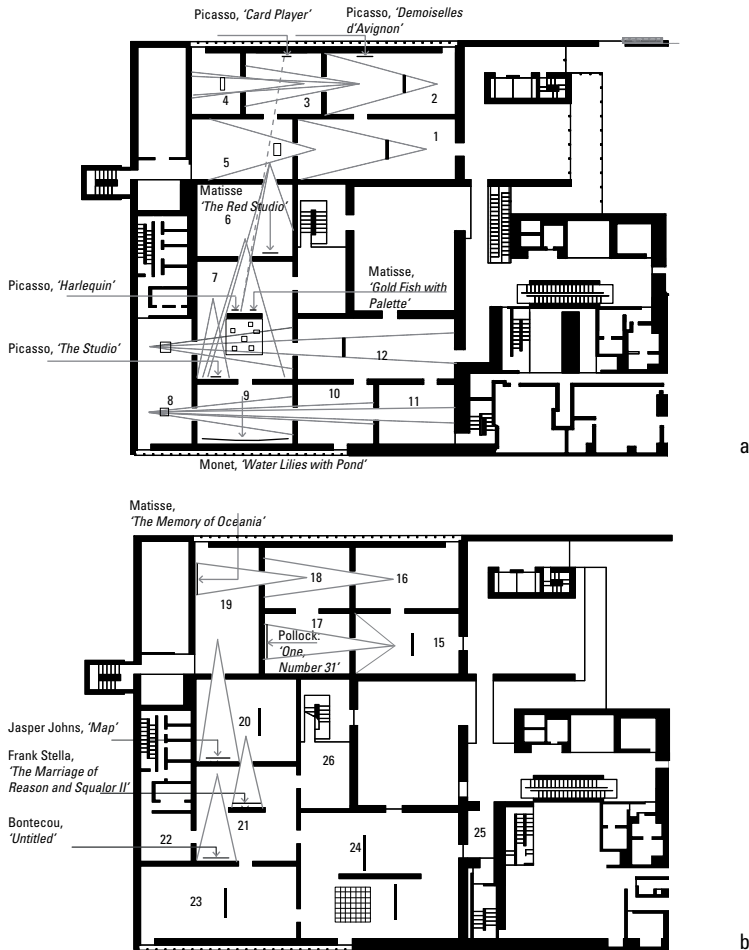 Picasso, ‘Card Player’
Picasso, ‘Demoiselles
d’Avignon’
4
3
2
1
5
Matisse
‘The Red Studio’
6
7
Picasso, ‘Harlequin’
Matisse,
‘Gold Fish with
Palette’
Picasso, ‘The Studio’
12
8
9
10
11
Monet, ‘Water Lilies with Pond’
a
Matisse,
‘The Memory of Oceania’
18
16
19
17
Pollock:
‘One,
Number 31’
15
Jasper Johns, ‘Map’
20
Frank Stella,
‘The Marriage of
Reason and Squalor II’
26
Bontecou,
‘Untitled’
21
22
24
25
23
b